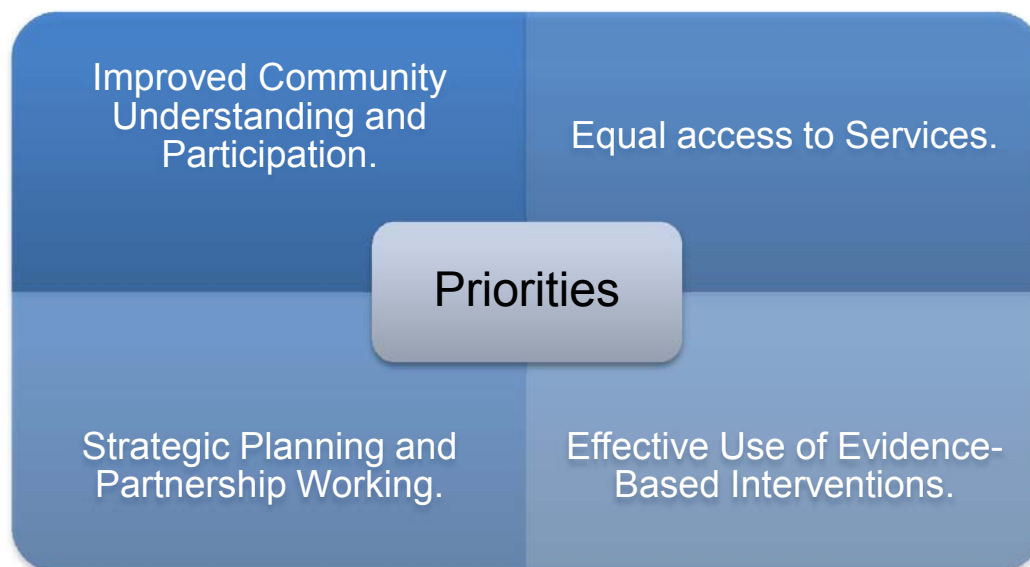 Improved Community
Understanding and
Participation.
Equal access to Services.
Priorities
Strategic Planning and
Partnership Working.
Effective Use of Evidence-
Based Interventions.